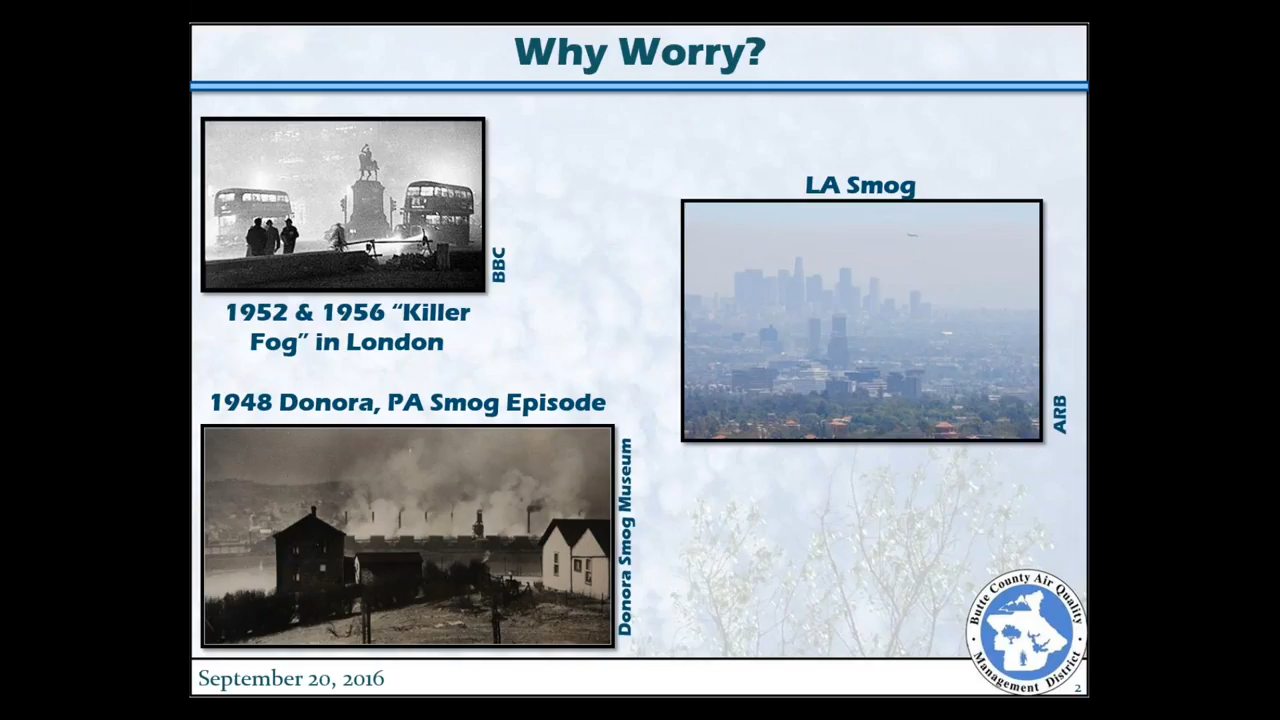 Why Worry?
BBC
1952 & 1956 “Killer
Fog” in London
1948 Donora, PA Smog Episode
Donora Smog Museum
LA Smog
ARB
September 20, 2016
Butte County Air Quality
Management District
2